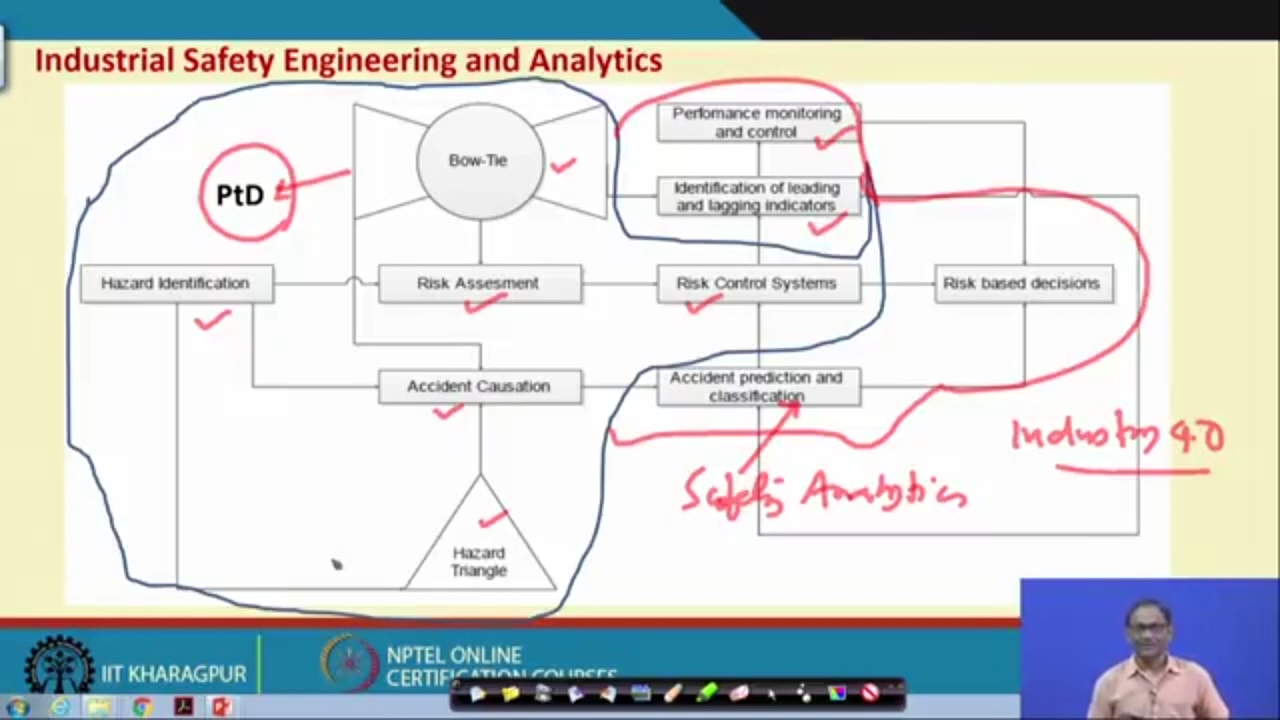 Industrial Safety Engineering and Analytics
Perfomance monitoring
and control
Bow-Tie
PtD
Identification of leading
and lagging indicators
Hazard Identification
Risk Assesment
Risk Control Systems
Risk based decisions
Accident Causation
Accident prediction and
classification
Industry 4.0
Safety Analytics
Hazard
Triangle
IIT KHARAGPUR
NPTEL ONLINE
CERTIFICATION COURSES